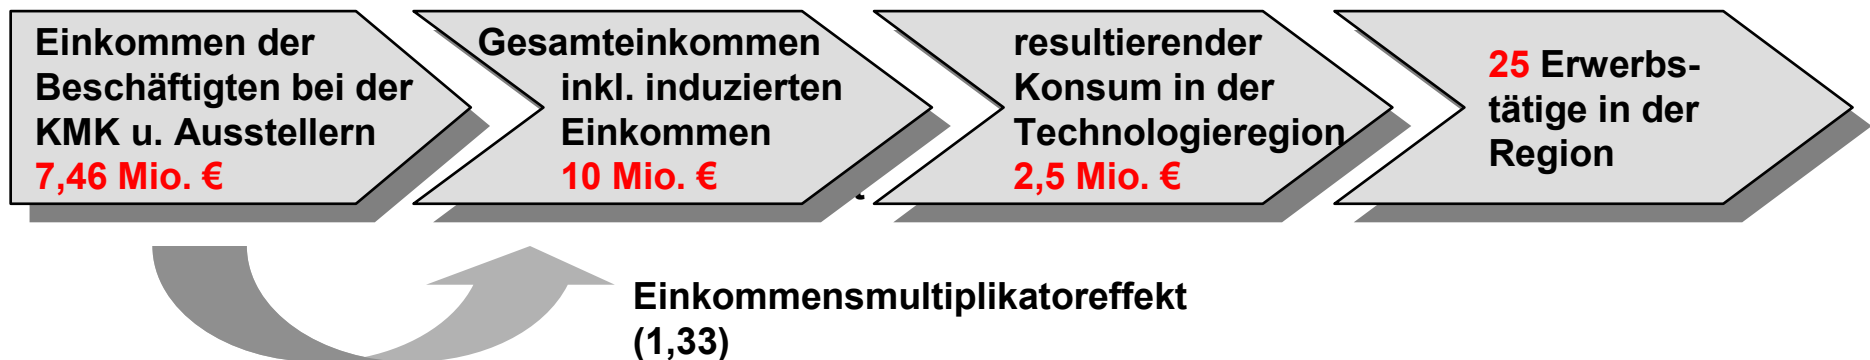 Einkommen der
Beschäftigten bei der
KMK u. Ausstellern
7,46 Mio. €
Gesamteinkommen
inkl. induzierten
Einkommen
10 Mio. €
resultierender
Konsum in der
Technologieregion
2,5 Mio. €
25 Erwerbs-
tätige in der
Region
Einkommensmultiplikatoreffekt
(1,33)